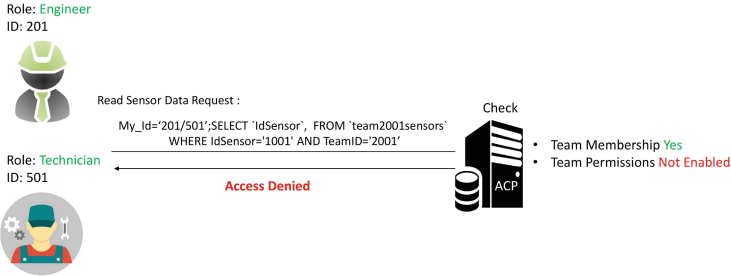 Role: Engineer
ID: 201
Read Sensor Data Request :
My_Id=‘201/501’;SELECT `IdSensor`, FROM `team2001sensors`
WHERE IdSensor='1001' AND TeamID='2001’
Access Denied
Role: Technician
ID: 501
Check
ACP
• Team Membership Yes
• Team Permissions Not Enabled